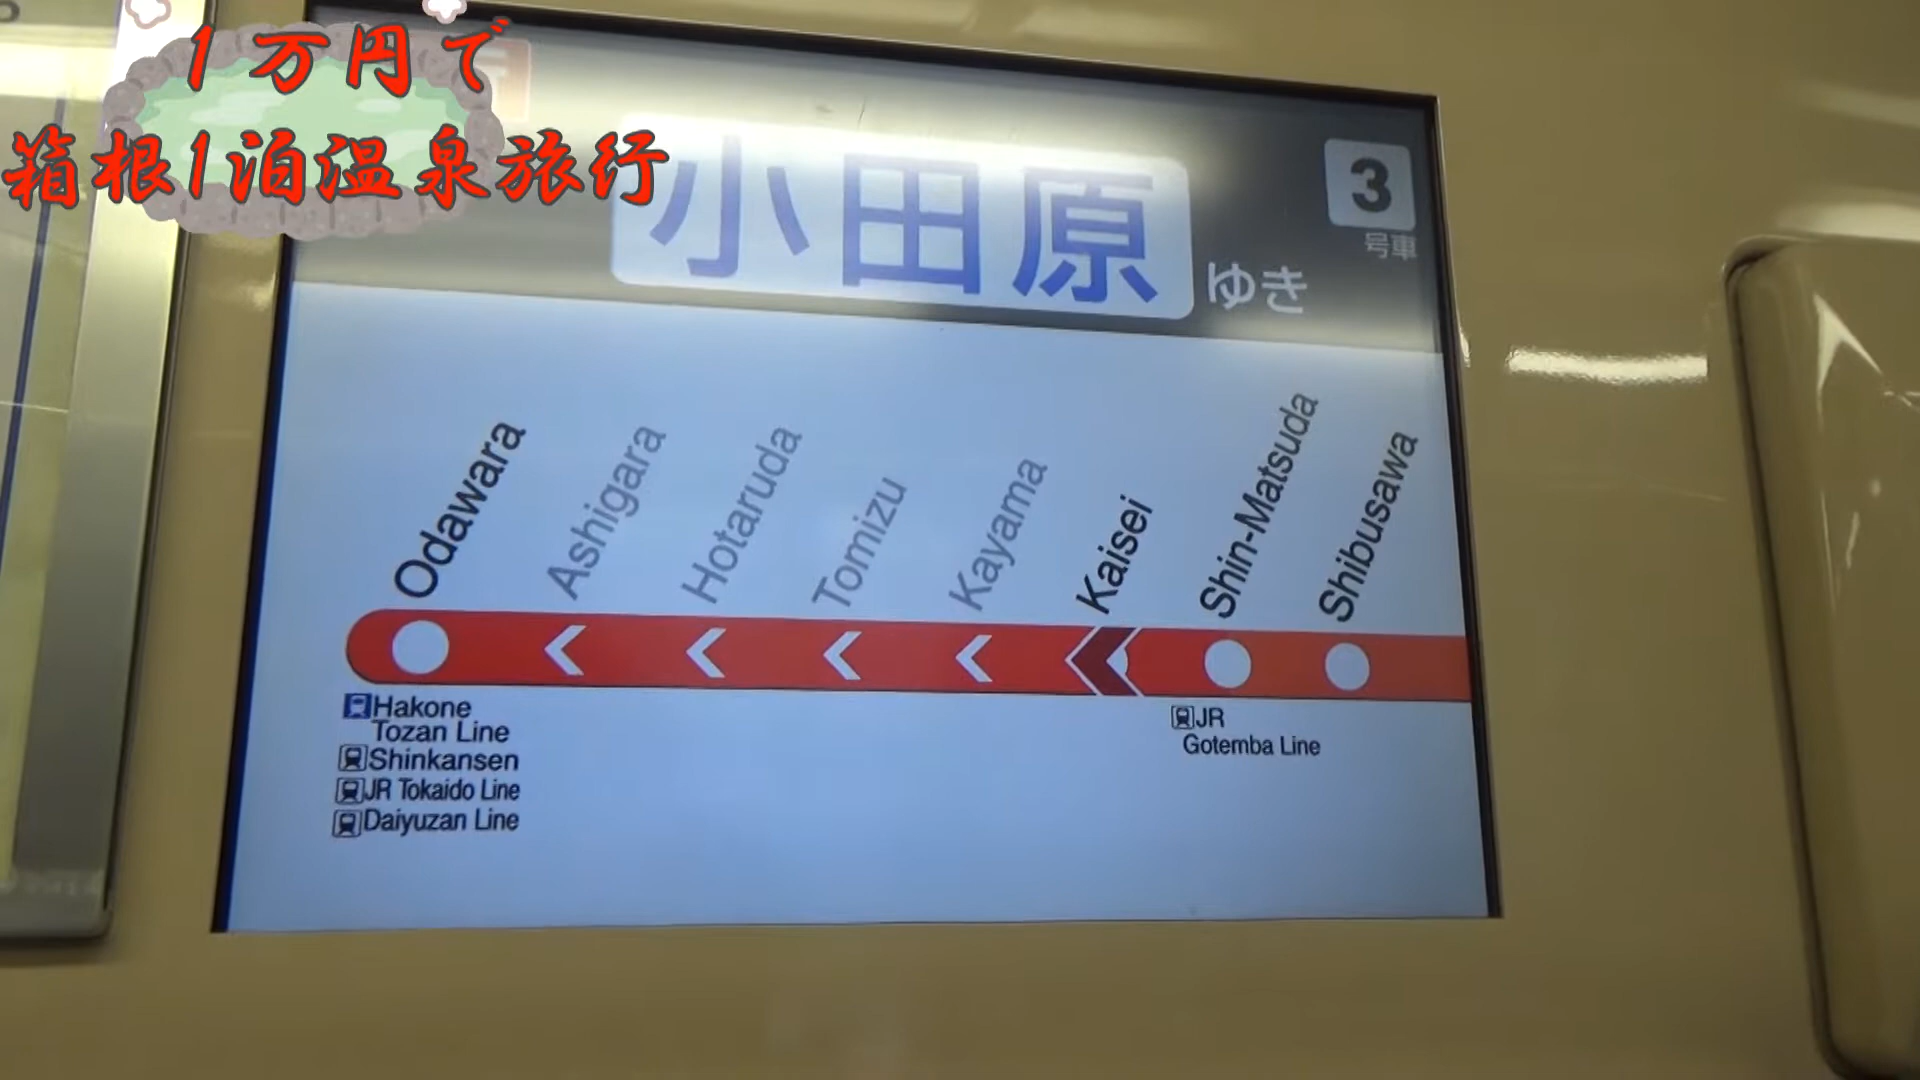 1万円で
箱根1泊温泉旅行
小田原
ゆき
3
号車
Odawara
Ashigara
Hotaruda
Tomizu
Kayama
Kaisei
Shin-Matsuda
Shibusawa
Hakone
Tozan Line
Shinkansen
JR Tokaido Line
Daiyuzan Line
JR
Gotemba Line